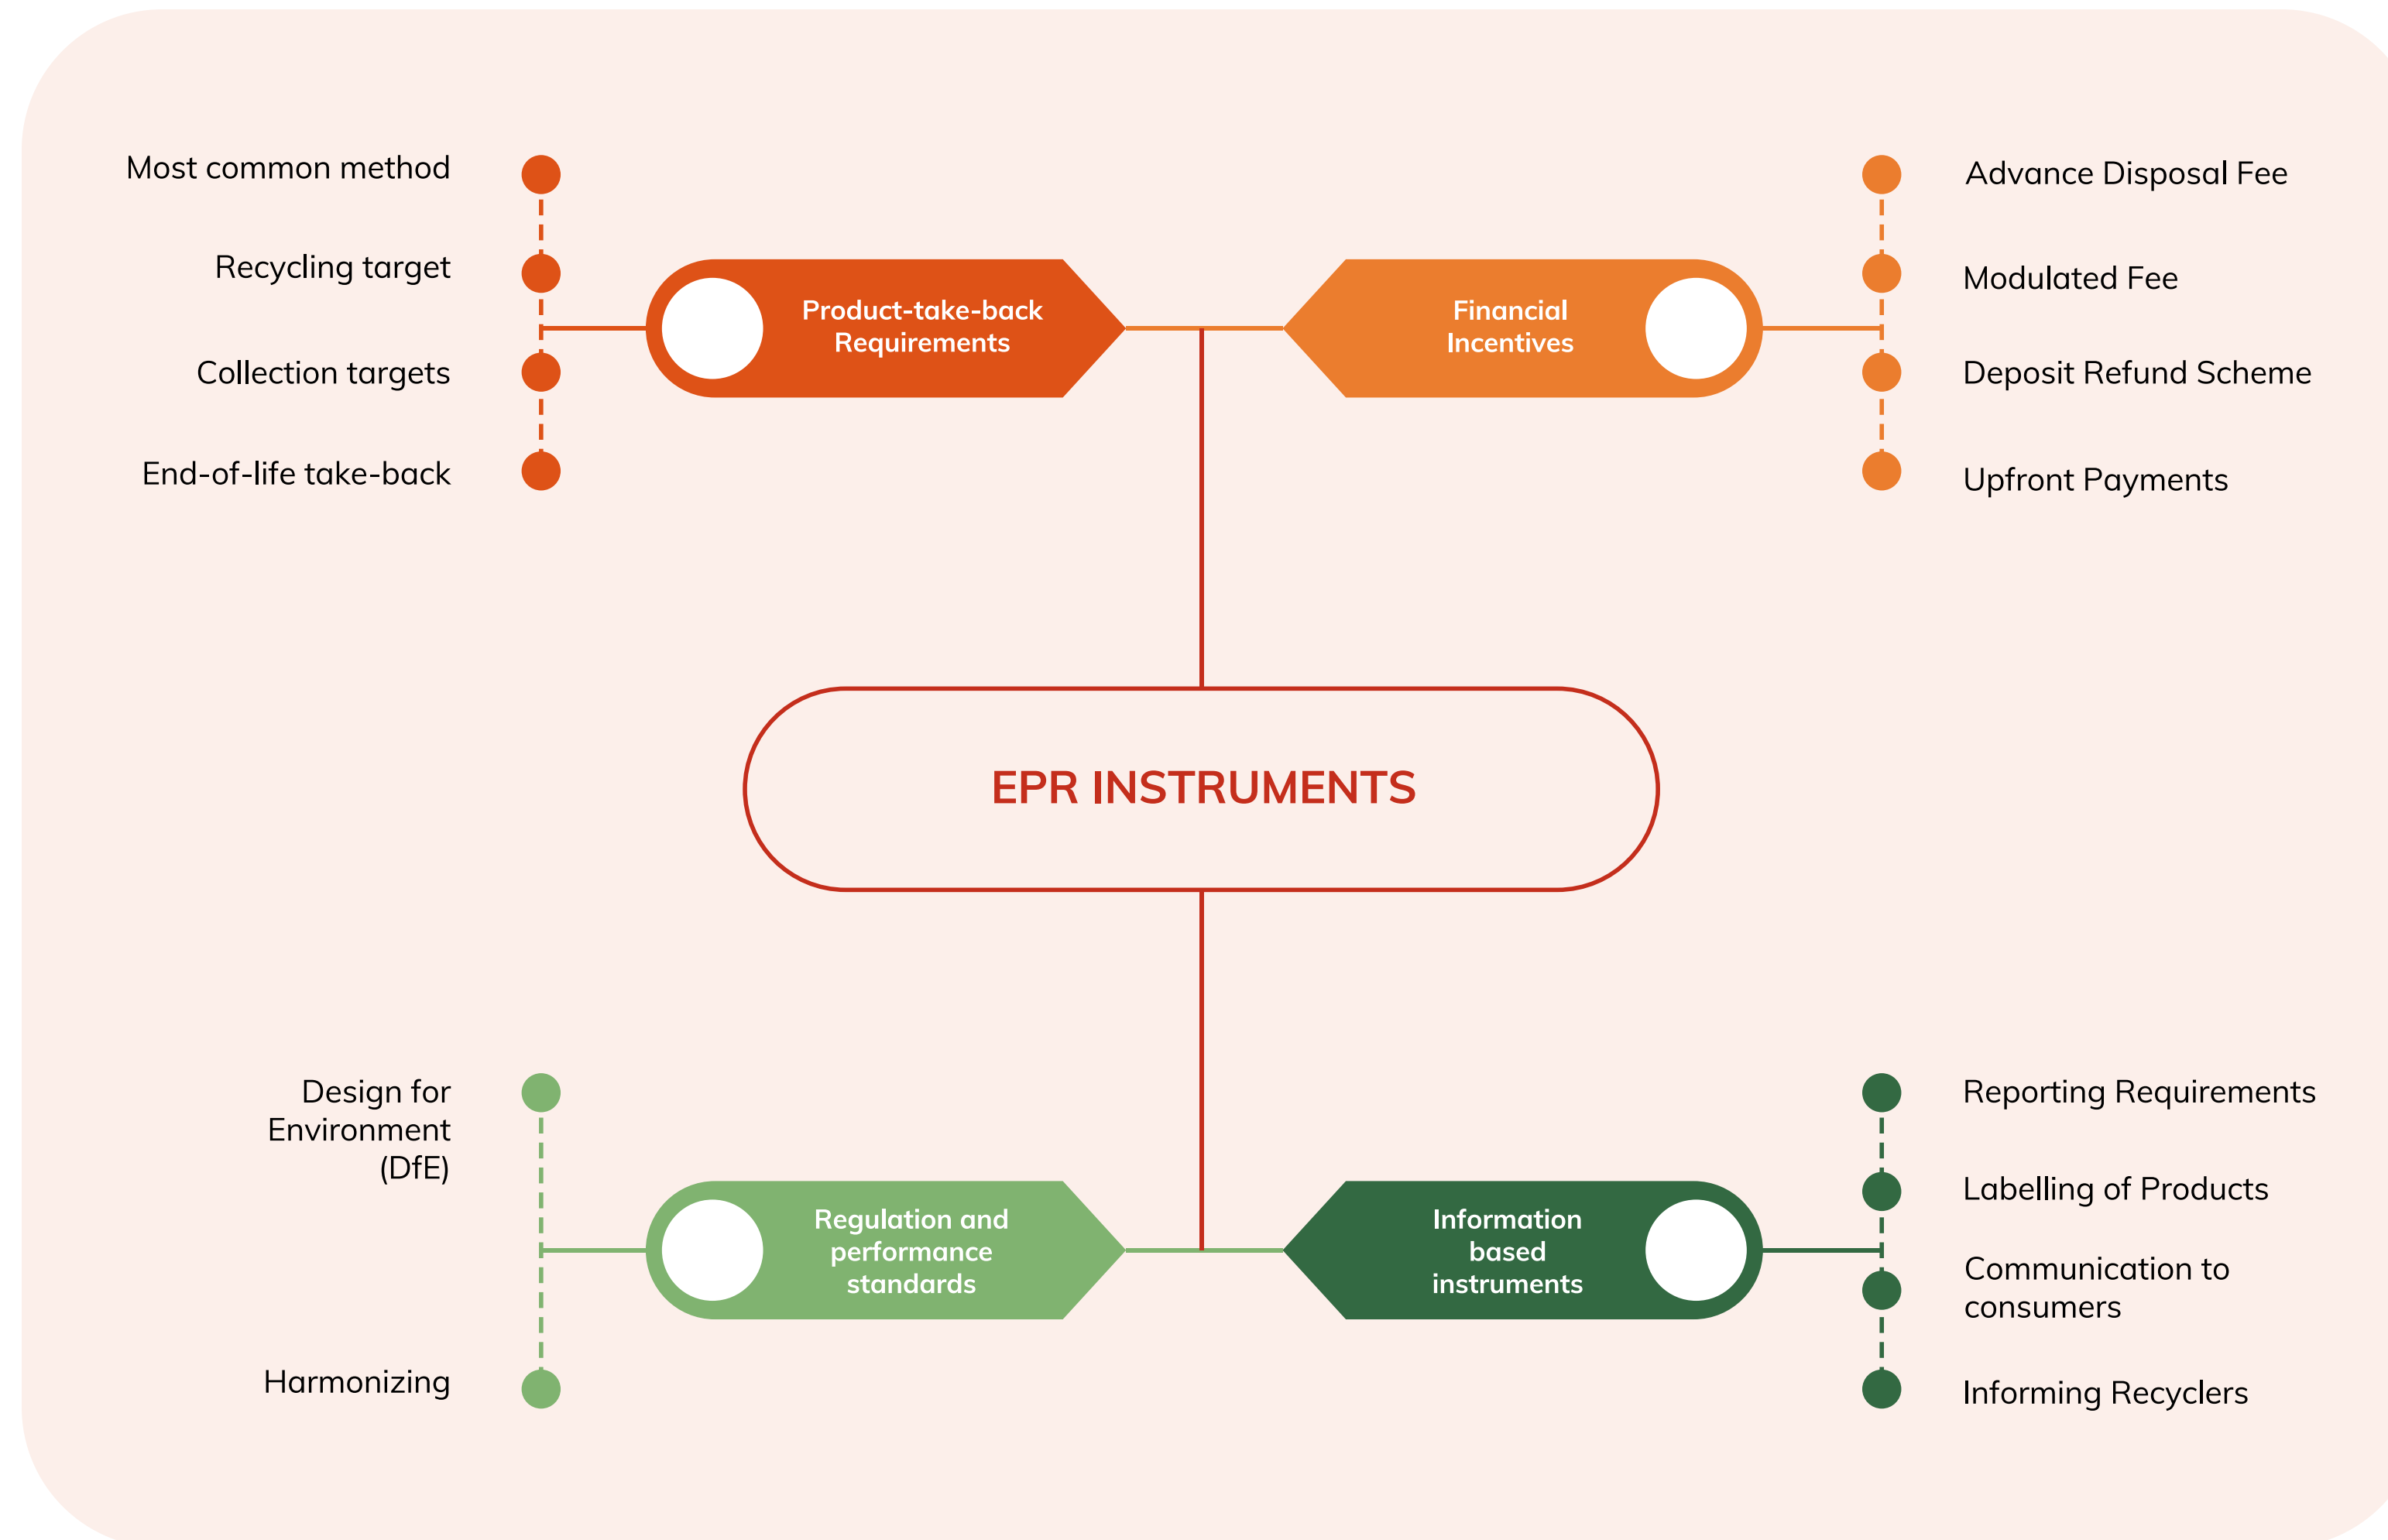 Most common method
Recycling target
Collection targets
End-of-life take-back
Product-take-back
Requirements
Financial
Incentives
Advance Disposal Fee
Modulated Fee
Deposit Refund Scheme
Upfront Payments
EPR INSTRUMENTS
Design for
Environment
(DfE)
Harmonizing
Regulation and
performance
standards
Information
based
instruments
Reporting Requirements
Labelling of Products
Communication to
consumers
Informing Recyclers